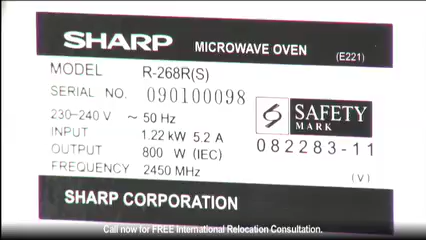 SHARP MICROWAVE OVEN (E221)
MODEL R-268R(S)
SERIAL NO. 090100098
230-240 V ~ 50 Hz
INPUT 1.22 kW 5.2 A
OUTPUT 800 W (IEC)
FREQUENCY 2450 MHz
SAFETY
MARK
082283-11
(V)
SHARP CORPORATION
Call now for FREE International Relocation Consultation.